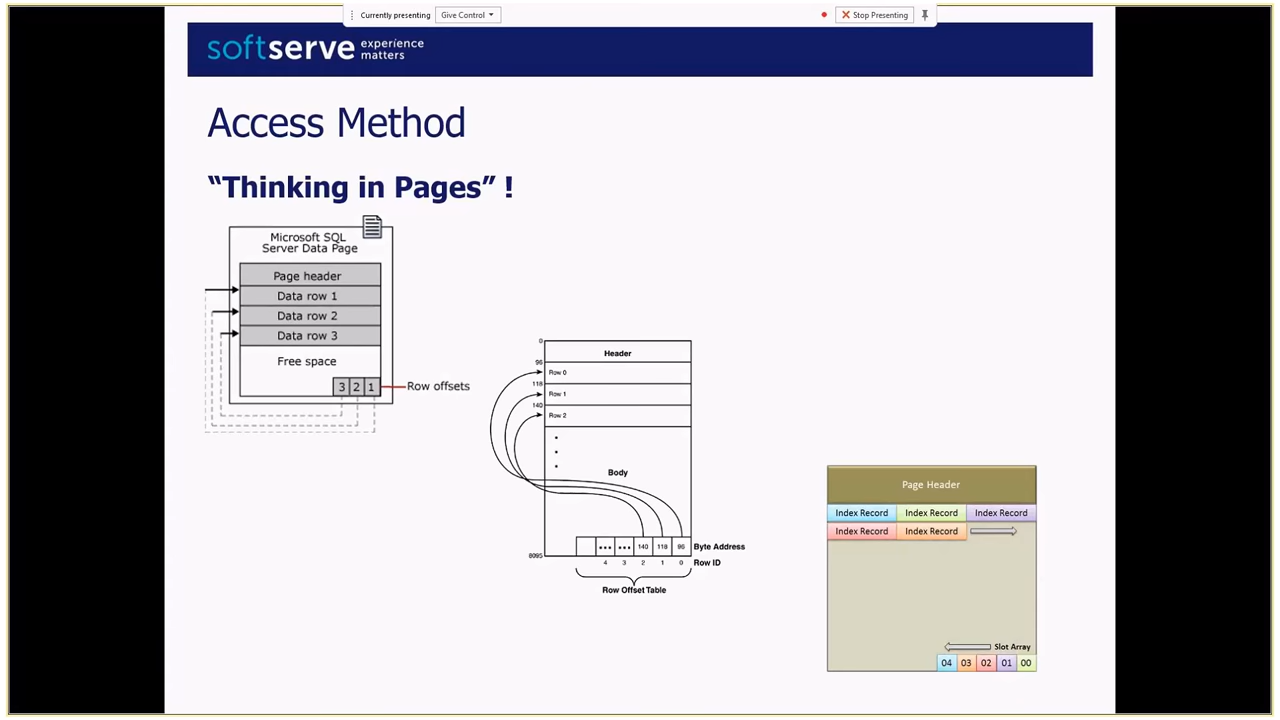 Currently presenting
Give Control
Stop Presenting
softserve experience matters
Access Method
“Thinking in Pages” !
Microsoft SQL
Server Data Page
Page header
Data row 1
Data row 2
Data row 3
Free space
3 2 1
Row offsets
0
Header
96
Row 0
118
Row 1
140
Row 2
Body
140 118 96
Byte Address
8095
4 3 2 1 0
Row ID
Row Offset Table
Page Header
Index Record Index Record Index Record
Index Record Index Record
Slot Array
04 03 02 01 00